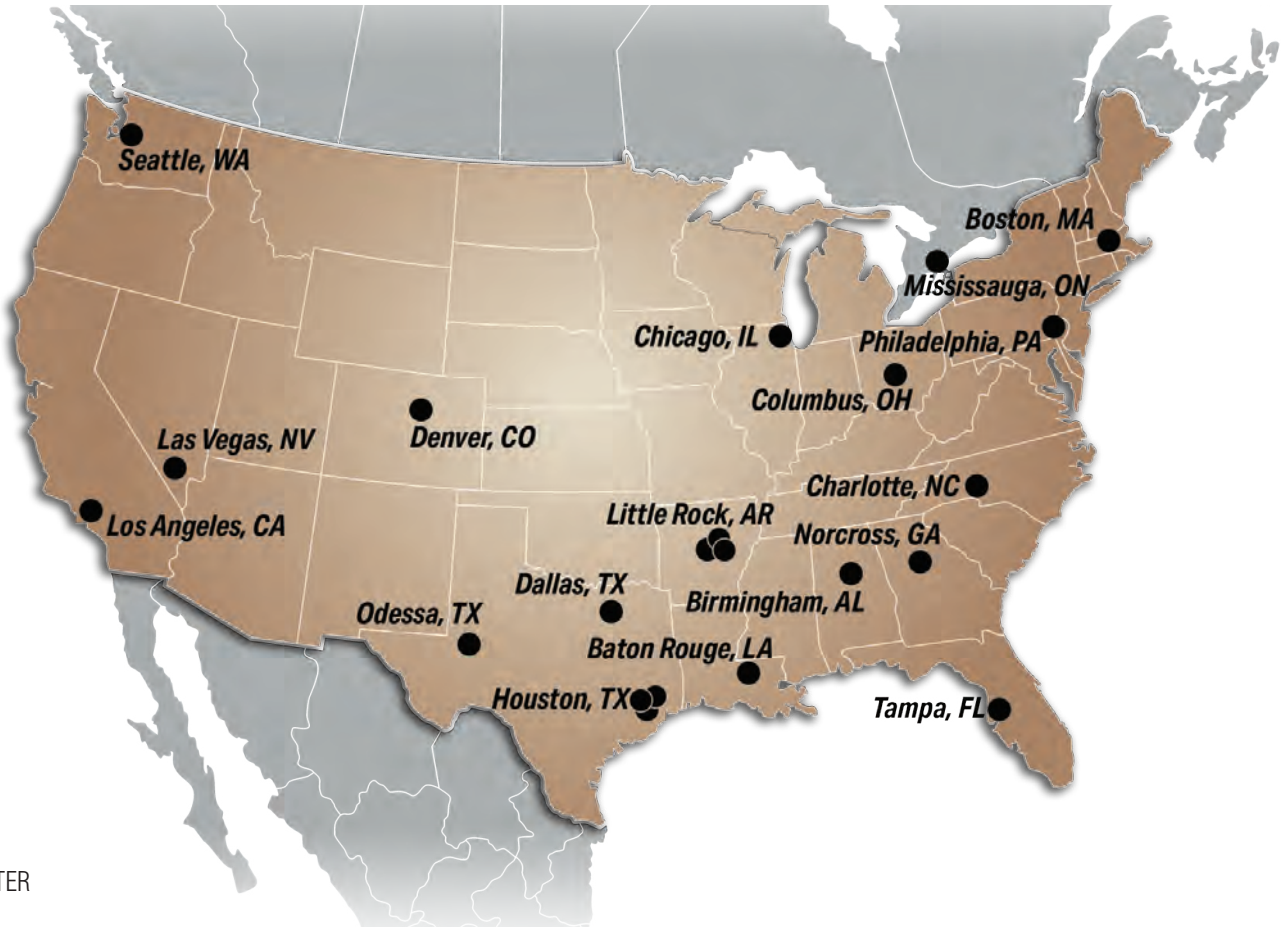 Seattle, WA
Boston, MA
Mississauga, ON
Chicago, IL
Philadelphia, PA
Columbus, OH
Las Vegas, NV
Denver, CO
Charlotte, NC
Little Rock, AR
Los Angeles, CA
Norcross, GA
Dallas, TX
Birmingham, AL
Odessa, TX
Baton Rouge, LA
Houston, TX
Tampa, FL
TER